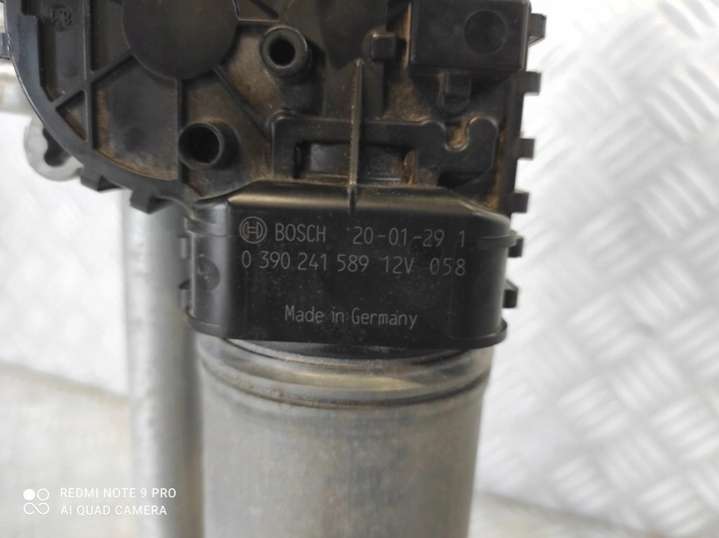 BOSCH 20-01-29 1
0 390 241 589 12V 058
Made in Germany
REDMI NOTE 9 PRO
AI QUAD CAMERA